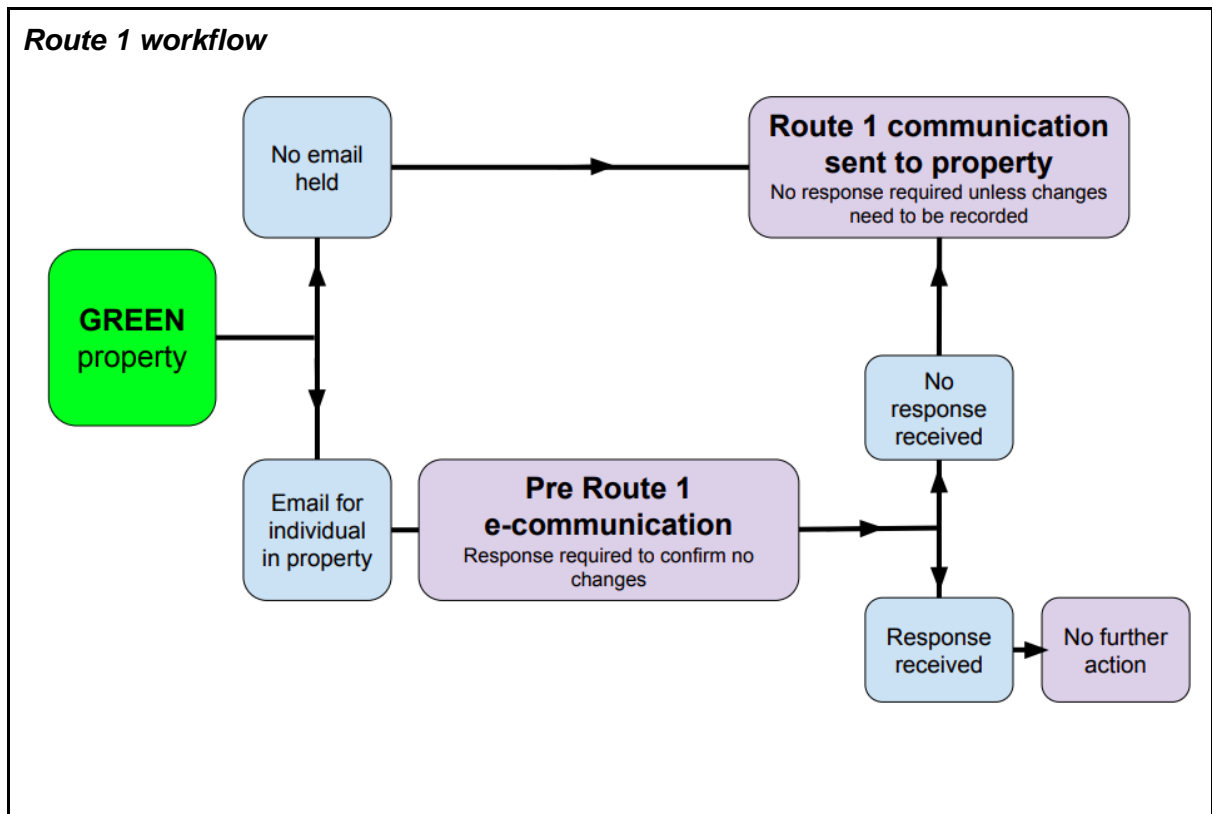 Route 1 workflow
No email
held
Route 1 communication
sent to property
No response required unless changes
need to be recorded
GREEN
property
No
response
received
Email for
individual
in property
Pre Route 1
e-communication
Response required to confirm no
changes
Response
received
No further
action